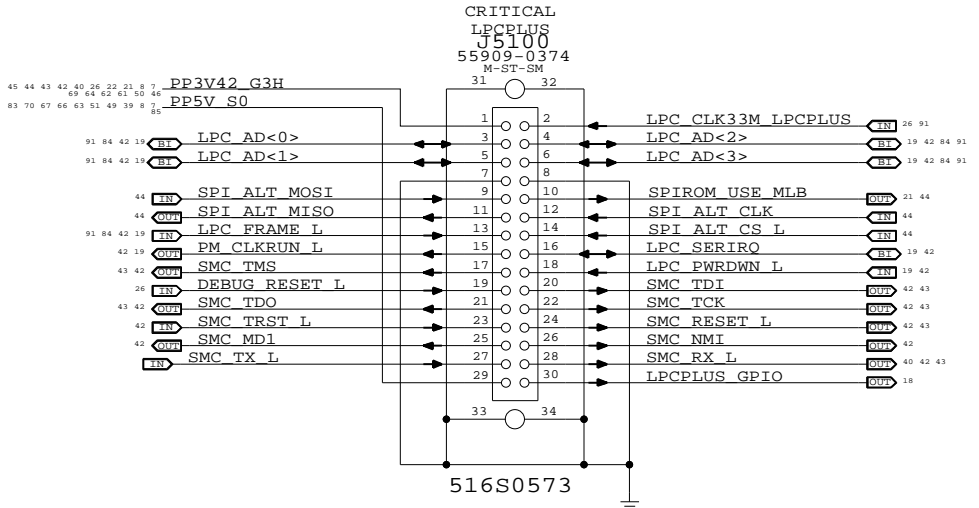 CRITICAL
LPCPLUS
J5100
55909-0374
M-ST-SM
31 32
45 44 43 42 40 26 22 21 8 7 PP3V42_G3H
69 64 62 61 50 46
83 70 67 66 63 51 49 39 8 7 PP5V_S0
85
1 2 LPC_CLK33M_LPCPLUS IN 26 91
91 84 42 19 BI LPC_AD<0> 3 4 LPC_AD<2> BI 19 42 84 91
91 84 42 19 BI LPC_AD<1> 5 6 LPC_AD<3> BI 19 42 84 91
7 8
44 IN SPI_ALT_MOSI 9 10 SPIROM_USE_MLB OUT 21 44
44 OUT SPI_ALT_MISO 11 12 SPI_ALT_CLK IN 44
91 84 42 19 IN LPC_FRAME_L 13 14 SPI_ALT_CS_L IN 44
42 19 OUT PM_CLKRUN_L 15 16 LPC_SERIRQ BI 19 42
43 42 OUT SMC_TMS 17 18 LPC_PWRDWN_L IN 19 42
26 IN DEBUG_RESET_L 19 20 SMC_TDI OUT 42 43
43 42 OUT SMC_TDO 21 22 SMC_TCK OUT 42 43
42 IN SMC_TRST_L 23 24 SMC_RESET_L OUT 42 43
42 OUT SMC_MD1 25 26 SMC_NMI OUT 42
IN SMC_TX_L 27 28 SMC_RX_L OUT 40 42 43
29 30 LPCPLUS_GPIO OUT 18
33 34
516S0573